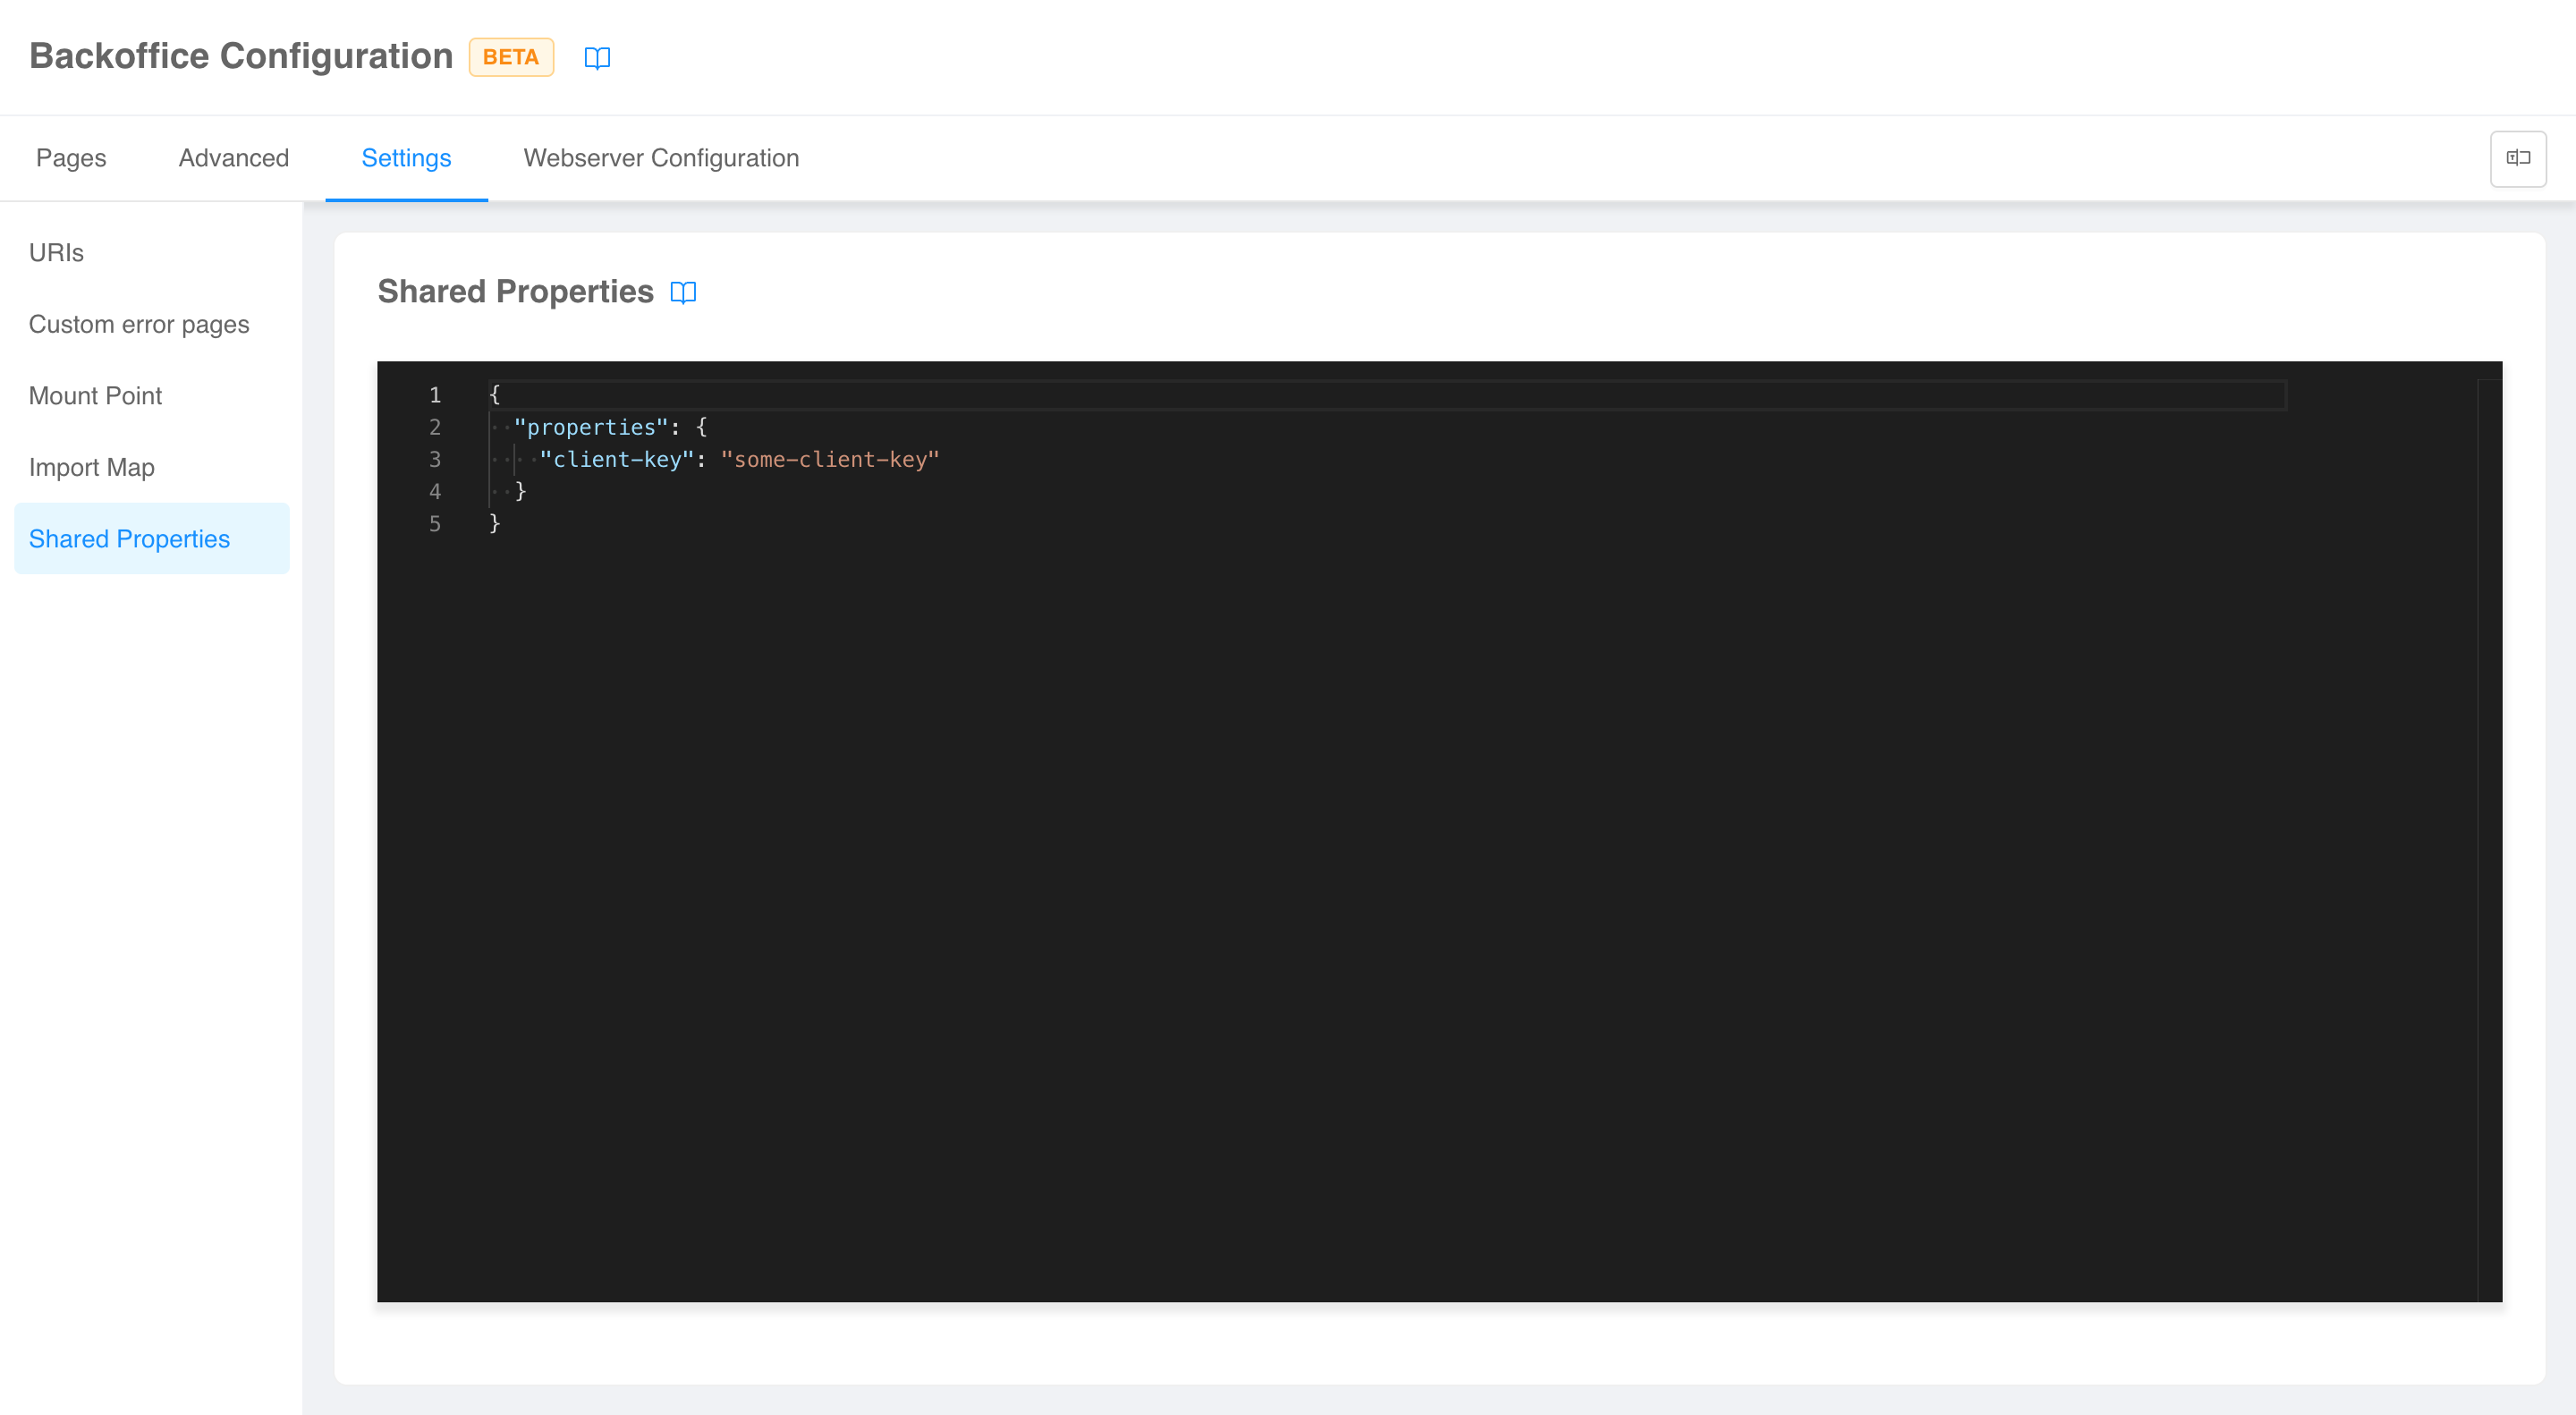 Backoffice Configuration BETA
Pages Advanced Settings Webserver Configuration
URIs
Custom error pages
Mount Point
Import Map
Shared Properties
Shared Properties
1 {
2 "properties": {
3 "client-key": "some-client-key"
4 }
5 }